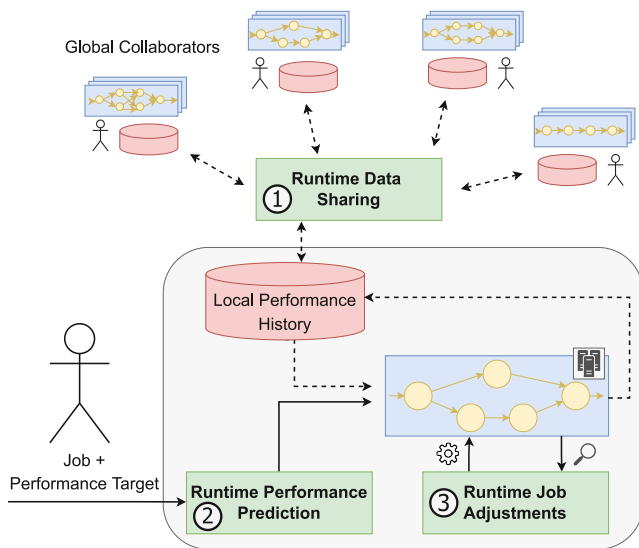 Global Collaborators
① Runtime Data
Sharing
Local Performance
History
Job +
Performance Target
Runtime Performance
② Prediction
③ Runtime Job
Adjustments